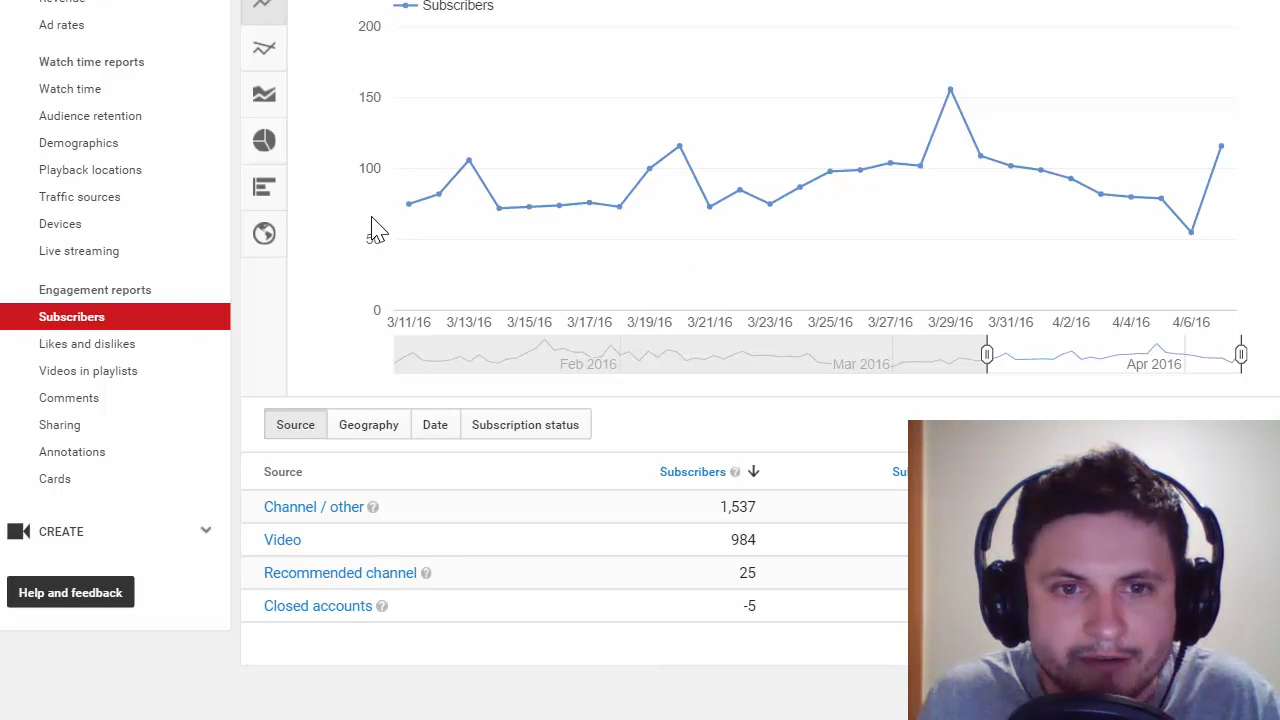 Revenue
Ad rates
Watch time reports
Watch time
Audience retention
Demographics
Playback locations
Traffic sources
Devices
Live streaming
Engagement reports
Subscribers
Likes and dislikes
Videos in playlists
Comments
Sharing
Annotations
Cards
CREATE
Help and feedback
Subscribers
200
150
100
50
0
3/11/16 3/13/16 3/15/16 3/17/16 3/19/16 3/21/16 3/23/16 3/25/16 3/27/16 3/29/16 3/31/16 4/2/16 4/4/16 4/6/16
Feb 2016 Mar 2016 Apr 2016
Source Geography Date Subscription status
Source Subscribers ? Su
Channel / other ? 1,537
Video 984
Recommended channel ? 25
Closed accounts ? -5